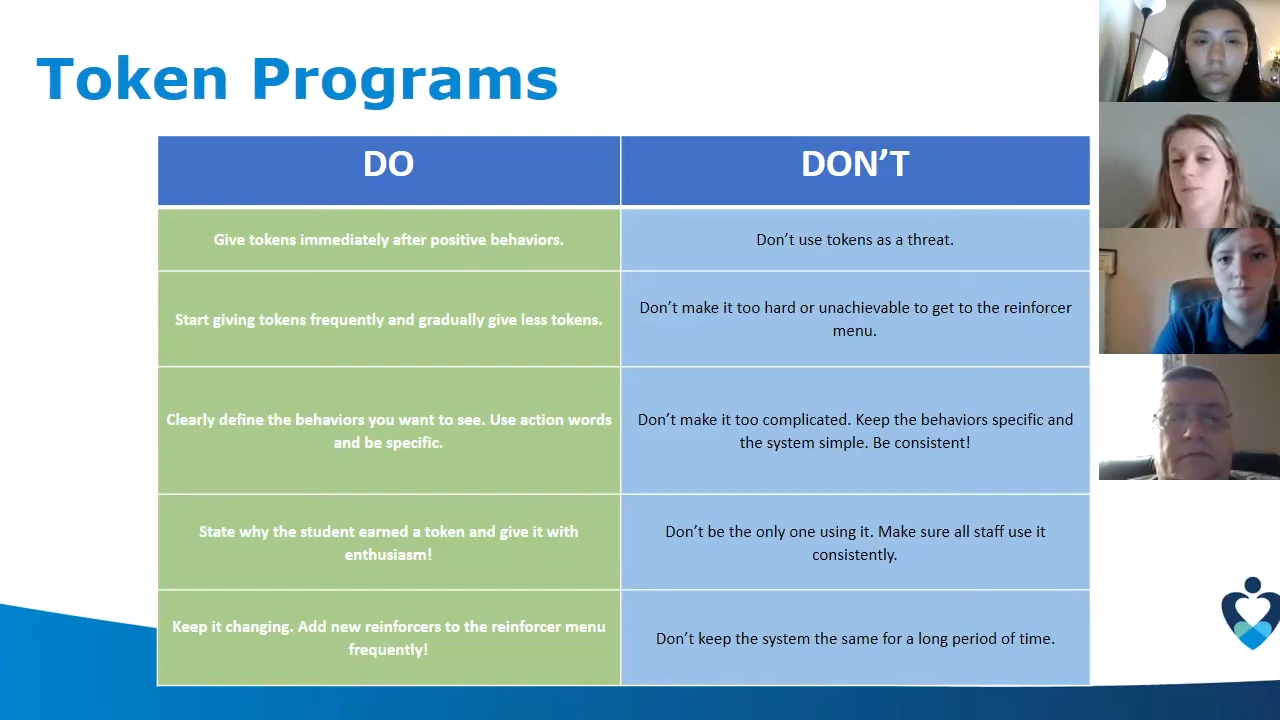 Token Programs
DO
DON’T
Give tokens immediately after positive behaviors.
Don’t use tokens as a threat.
Start giving tokens frequently and gradually give less tokens.
Don’t make it too hard or unachievable to get to the reinforcer
menu.
Clearly define the behaviors you want to see. Use action words
and be specific.
Don’t make it too complicated. Keep the behaviors specific and
the system simple. Be consistent!
State why the student earned a token and give it with
enthusiasm!
Don’t be the only one using it. Make sure all staff use it
consistently.
Keep it changing. Add new reinforcers to the reinforcer menu
frequently!
Don’t keep the system the same for a long period of time.